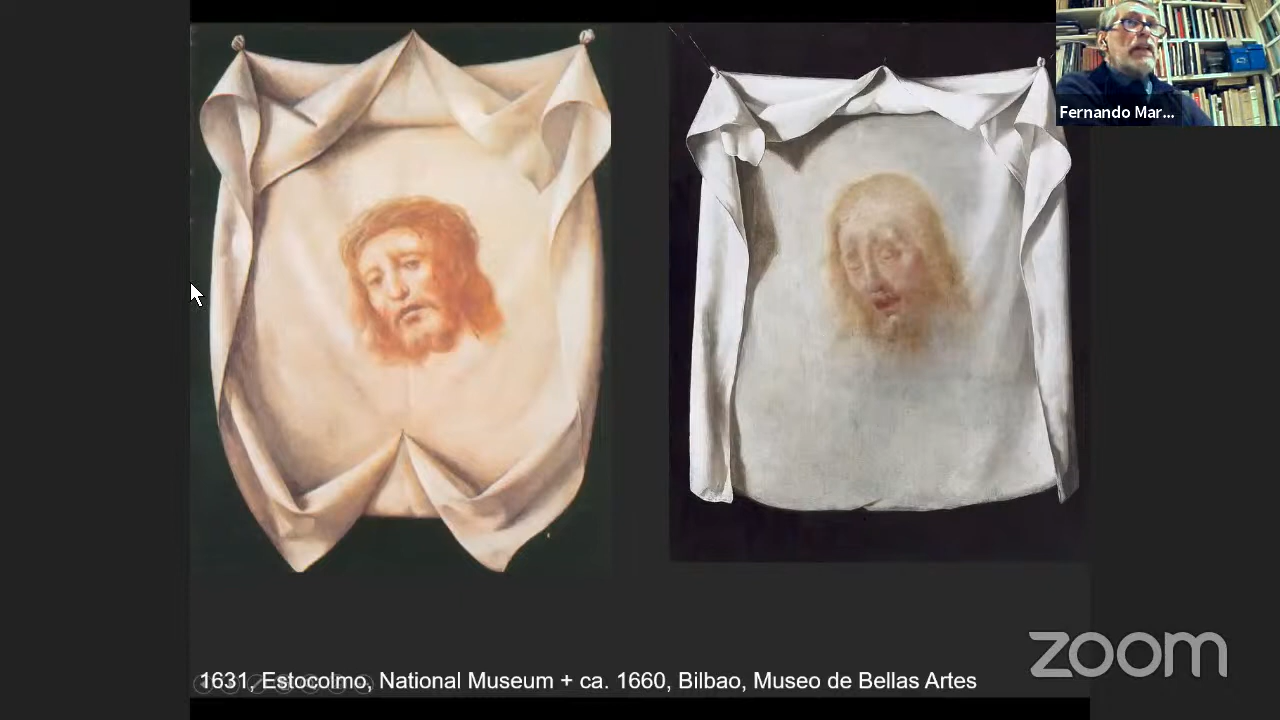 Fernando Mar...
zoom
1631, Estocolmo, National Museum + ca. 1660, Bilbao, Museo de Bellas Artes